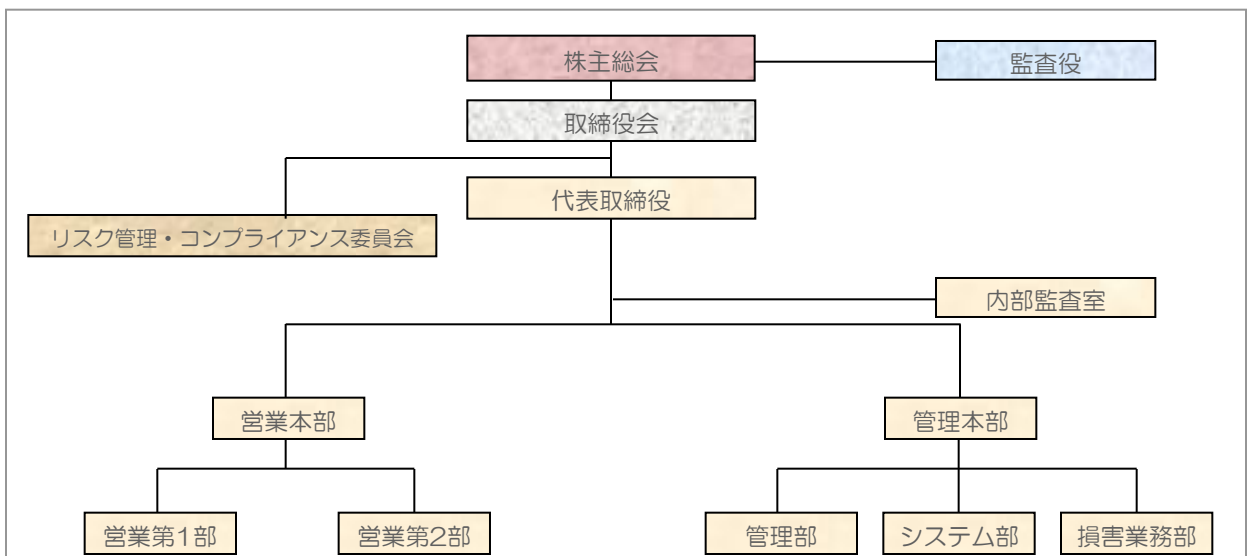 株主総会
監査役
取締役会
代表取締役
リスク管理・コンプライアンス委員会
内部監査室
営業本部
管理本部
営業第1部
営業第2部
管理部
システム部
損害業務部